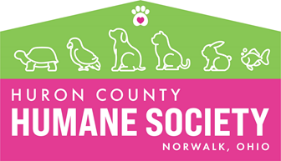 HURON COUNTY
HUMANE SOCIETY
NORWALK, OHIO